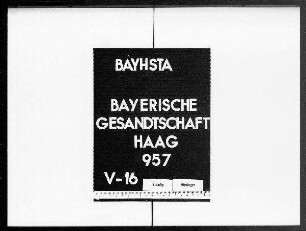 BAYHSTA
BAYERISCHE
GESANDTSCHAFT
HAAG
957
V-16